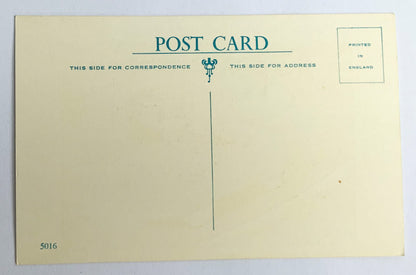 POST CARD
THIS SIDE FOR CORRESPONDENCE
THIS SIDE FOR ADDRESS
PRINTED
IN
ENGLAND
5016